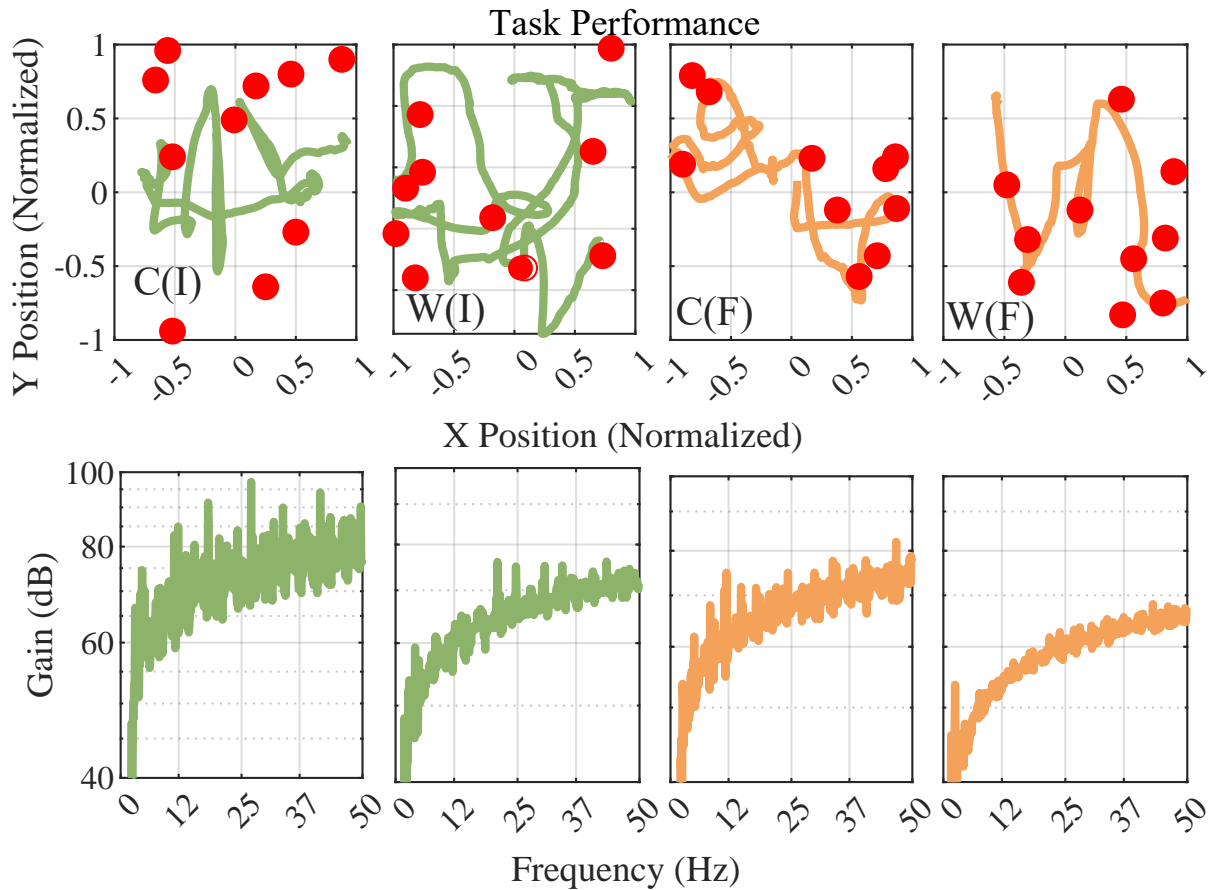 Task Performance
Y Position (Normalized)
1
0.5
0
-0.5
-1
C(I)
W(I)
C(F)
W(F)
-1 -0.5 0 0.5 1
-1 -0.5 0 0.5 1
-1 -0.5 0 0.5 1
-1 -0.5 0 0.5 1
X Position (Normalized)
Gain (dB)
100
80
60
40
0 12 25 37 50
0 12 25 37 50
0 12 25 37 50
0 12 25 37 50
Frequency (Hz)